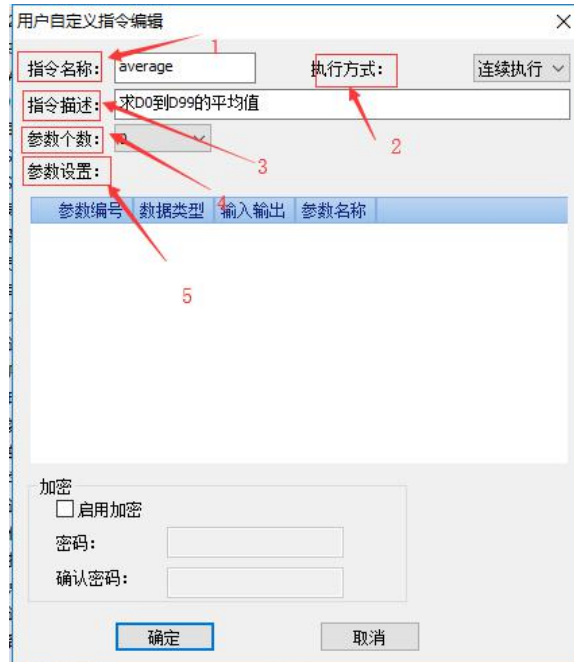 用户自定义指令编辑
1
指令名称: average 执行方式: 连续执行
指令描述: 求D0到D99的平均值
2
参数个数:
3
参数设置:
4
参数编号 数据类型 输入输出 参数名称
5
加密
启用加密
密码:
确认密码:
确定 取消